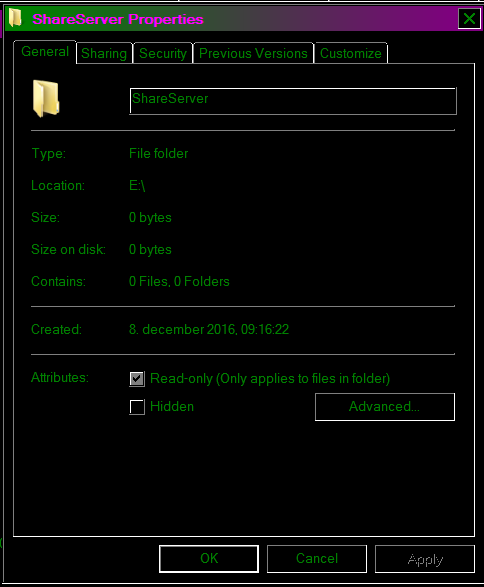 ShareServer Properties
General Sharing Security Previous Versions Customize
ShareServer
Type: File folder
Location: E:\
Size: 0 bytes
Size on disk: 0 bytes
Contains: 0 Files, 0 Folders
Created: 8. december 2016, 09:16:22
Attributes: Read-only (Only applies to files in folder)
Hidden Advanced...
OK Cancel Apply